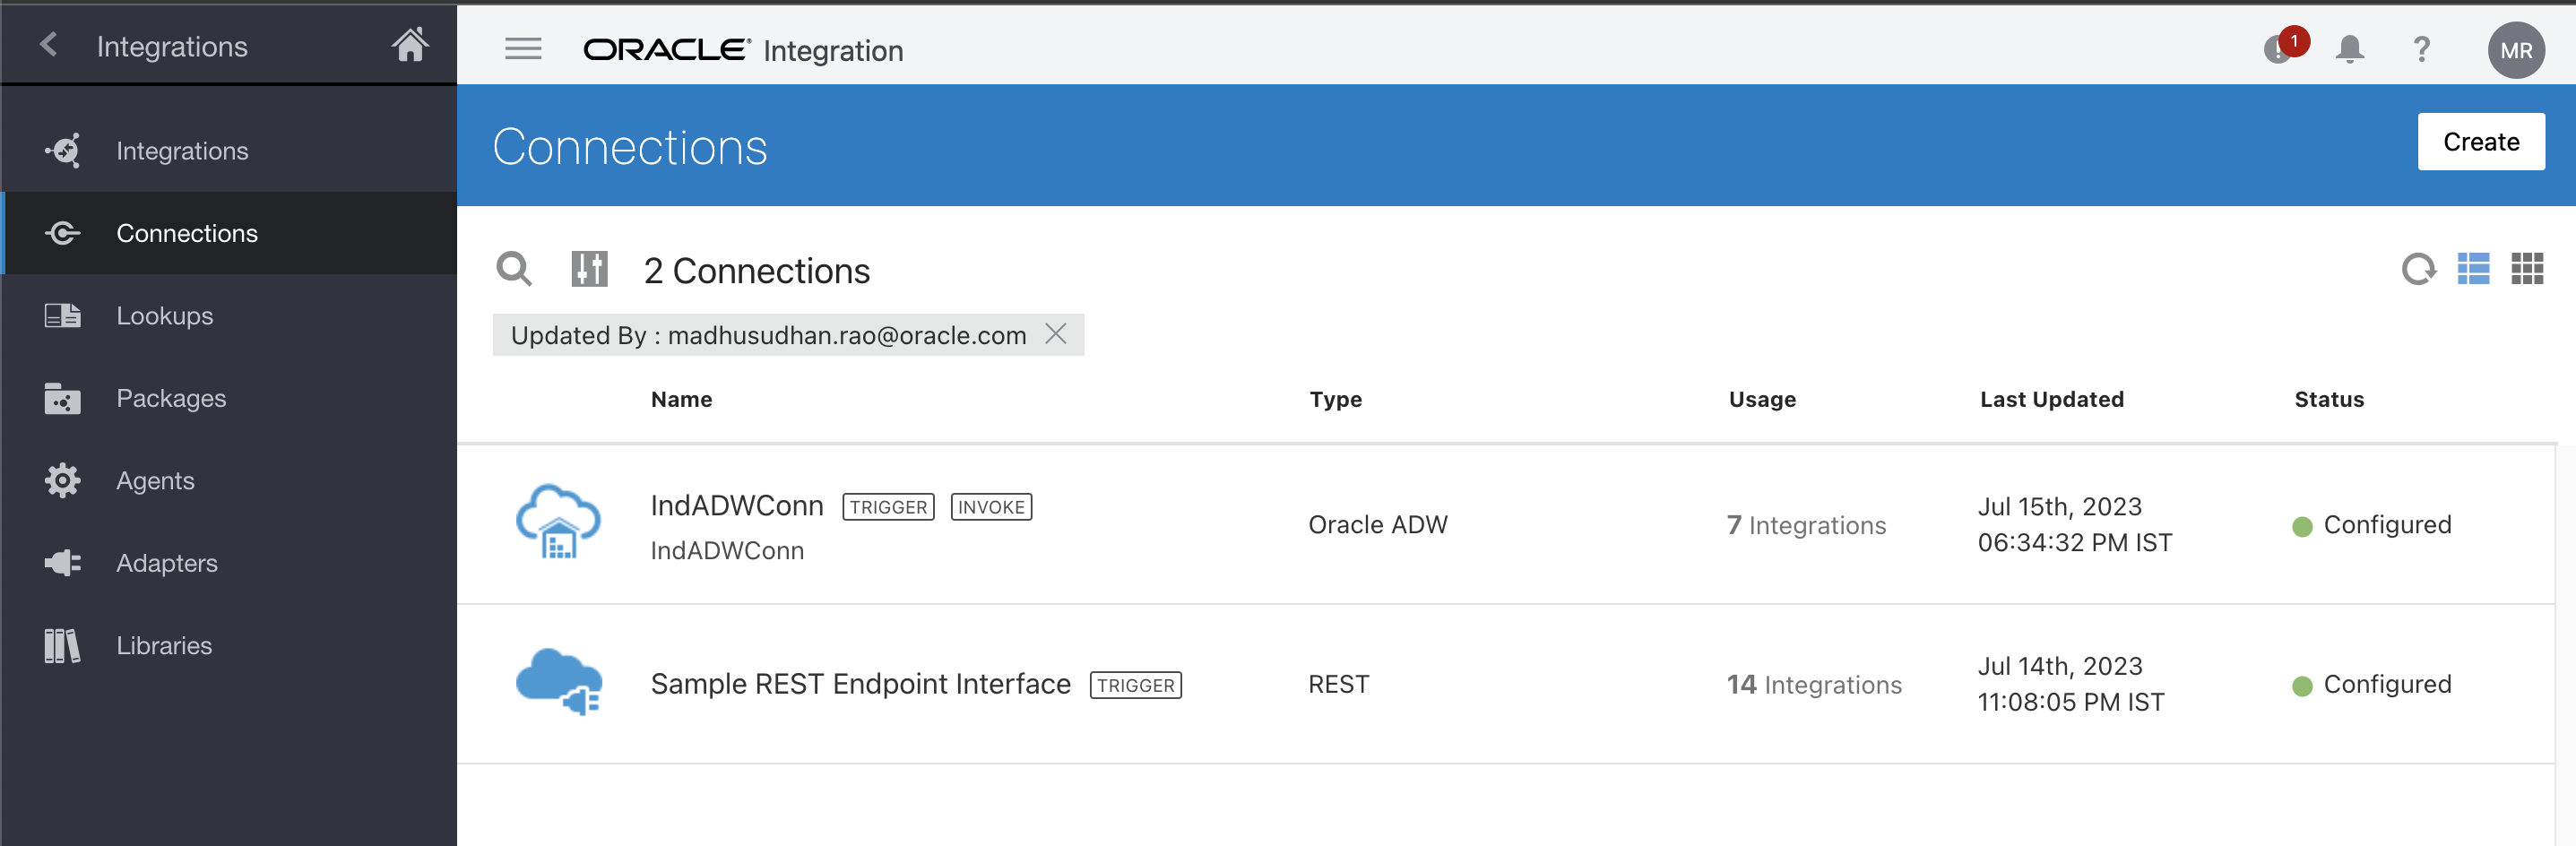 Integrations
ORACLE Integration
1
?
MR
Integrations
Connections
Lookups
Packages
Agents
Adapters
Libraries
Connections
Create
2 Connections
Updated By : madhusudhan.rao@oracle.com
Name Type Usage Last Updated Status
IndADWConn TRIGGER INVOKE
IndADWConn
Oracle ADW
7 Integrations
Jul 15th, 2023
06:34:32 PM IST
Configured
Sample REST Endpoint Interface TRIGGER
REST
14 Integrations
Jul 14th, 2023
11:08:05 PM IST
Configured